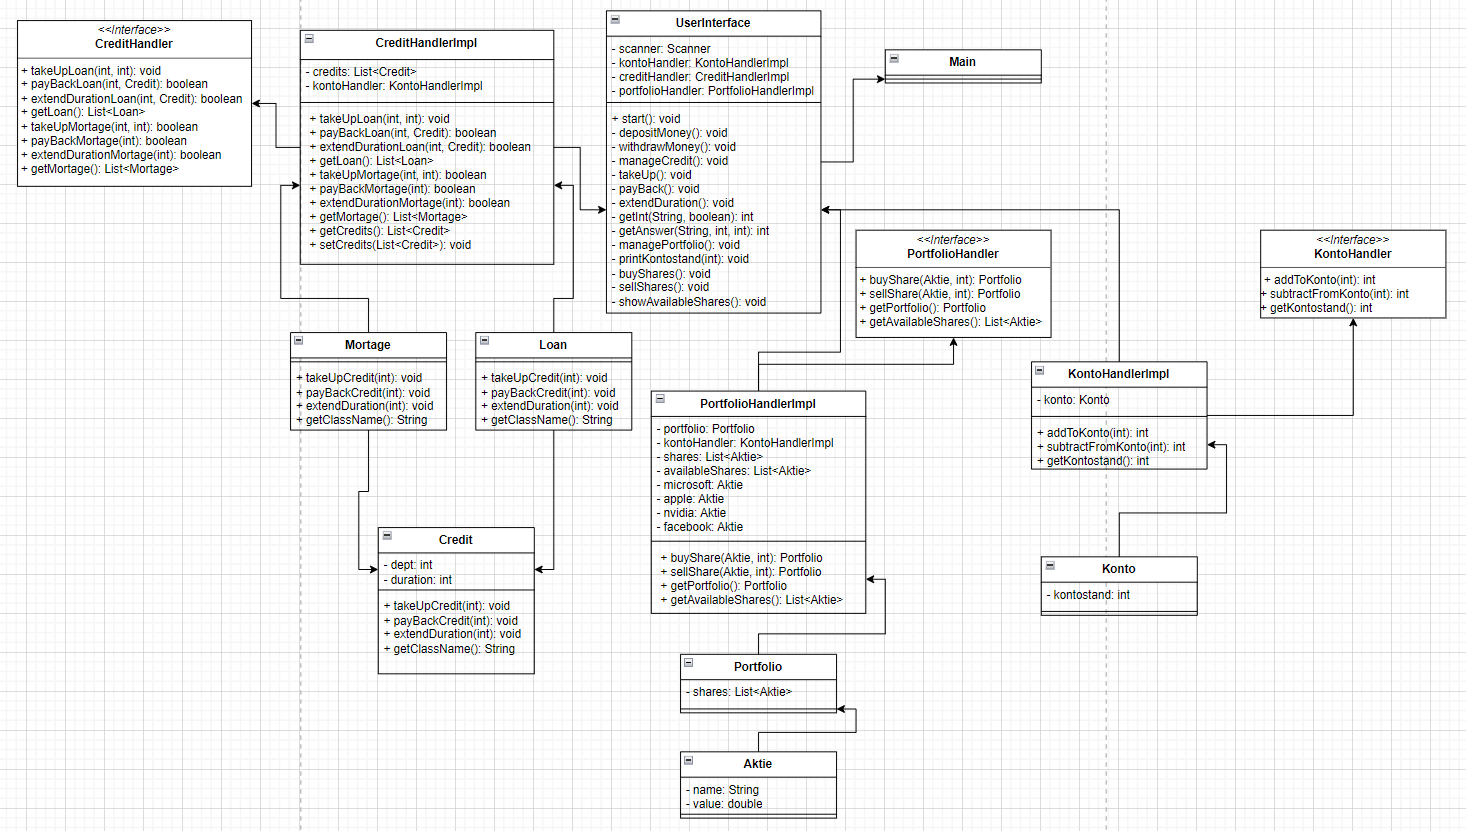 <<Interface>>
CreditHandler
+ takeUpLoan(int, int): void
+ payBackLoan(int, Credit): boolean
+ extendDurationLoan(int, Credit): boolean
+ getLoan(): List<Loan>
+ takeUpMortage(int, int): boolean
+ payBackMortage(int): boolean
+ extendDurationMortage(int): boolean
+ getMortage(): List<Mortage>
CreditHandlerImpl
- credits: List<Credit>
- kontoHandler: KontoHandlerImpl
+ takeUpLoan(int, int): void
+ payBackLoan(int, Credit): boolean
+ extendDurationLoan(int, Credit): boolean
+ getLoan(): List<Loan>
+ takeUpMortage(int, int): boolean
+ payBackMortage(int): boolean
+ extendDurationMortage(int): boolean
+ getMortage(): List<Mortage>
+ getCredits(): List<Credit>
+ setCredits(List<Credit>): void
UserInterface
- scanner: Scanner
- kontoHandler: KontoHandlerImpl
- creditHandler: CreditHandlerImpl
- portfolioHandler: PortfolioHandlerImpl
+ start(): void
- depositMoney(): void
- withdrawMoney(): void
- manageCredit(): void
- takeUp(): void
- payBack(): void
- extendDuration(): void
- getInt(String, boolean): int
- getAnswer(String, int, int): int
- managePortfolio(): void
- printKontostand(int): void
- buyShares(): void
- sellShares(): void
- showAvailableShares(): void
Main
<<Interface>>
PortfolioHandler
+ buyShare(Aktie, int): Portfolio
+ sellShare(Aktie, int): Portfolio
+ getPortfolio(): Portfolio
+ getAvailableShares(): List<Aktie>
<<Interface>>
KontoHandler
+ addToKonto(int): int
+ subtractFromKonto(int): int
+ getKontostand(): int
Mortage
+ takeUpCredit(int): void
+ payBackCredit(int): void
+ extendDuration(int): void
+ getClassName(): String
Loan
+ takeUpCredit(int): void
+ payBackCredit(int): void
+ extendDuration(int): void
+ getClassName(): String
PortfolioHandlerImpl
- portfolio: Portfolio
- kontoHandler: KontoHandlerImpl
- shares: List<Aktie>
- availableShares: List<Aktie>
- microsoft: Aktie
- apple: Aktie
- nvidia: Aktie
- facebook: Aktie
+ buyShare(Aktie, int): Portfolio
+ sellShare(Aktie, int): Portfolio
+ getPortfolio(): Portfolio
+ getAvailableShares(): List<Aktie>
KontoHandlerImpl
- konto: Konto
+ addToKonto(int): int
+ subtractFromKonto(int): int
+ getKontostand(): int
Credit
- dept: int
- duration: int
+ takeUpCredit(int): void
+ payBackCredit(int): void
+ extendDuration(int): void
+ getClassName(): String
Konto
- kontostand: int
Portfolio
- shares: List<Aktie>
Aktie
- name: String
- value: double